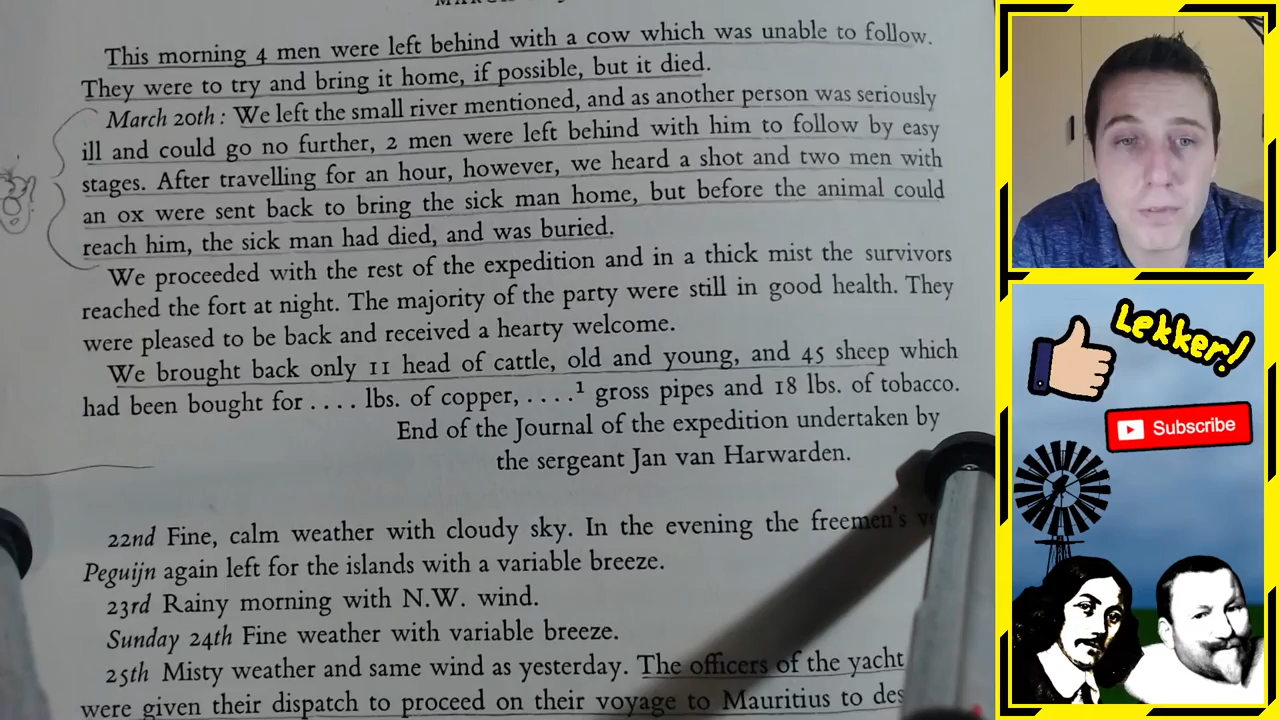 This morning 4 men were left behind with a cow which was unable to follow.
They were to try and bring it home, if possible, but it died.
March 20th: We left the small river mentioned, and as another person was seriously
ill and could go no further, 2 men were left behind with him to follow by easy
stages. After travelling for an hour, however, we heard a shot and two men with
an ox were sent back to bring the sick man home, but before the animal could
reach him, the sick man had died, and was buried.
We proceeded with the rest of the expedition and in a thick mist the survivors
reached the fort at night. The majority of the party were still in good health. They
were pleased to be back and received a hearty welcome.
We brought back only 11 head of cattle, old and young, and 45 sheep which
had been bought for .... lbs. of copper, ....¹ gross pipes and 18 lbs. of tobacco.
End of the Journal of the expedition undertaken by
the sergeant Jan van Harwarden.
22nd Fine, calm weather with cloudy sky. In the evening the freemen's
Peguijn again left for the islands with a variable breeze.
23rd Rainy morning with N.W. wind.
Sunday 24th Fine weather with variable breeze.
25th Misty weather and same wind as yesterday. The officers of the yacht
were given their dispatch to proceed on their voyage to Mauritius to
Lekker!
Subscribe